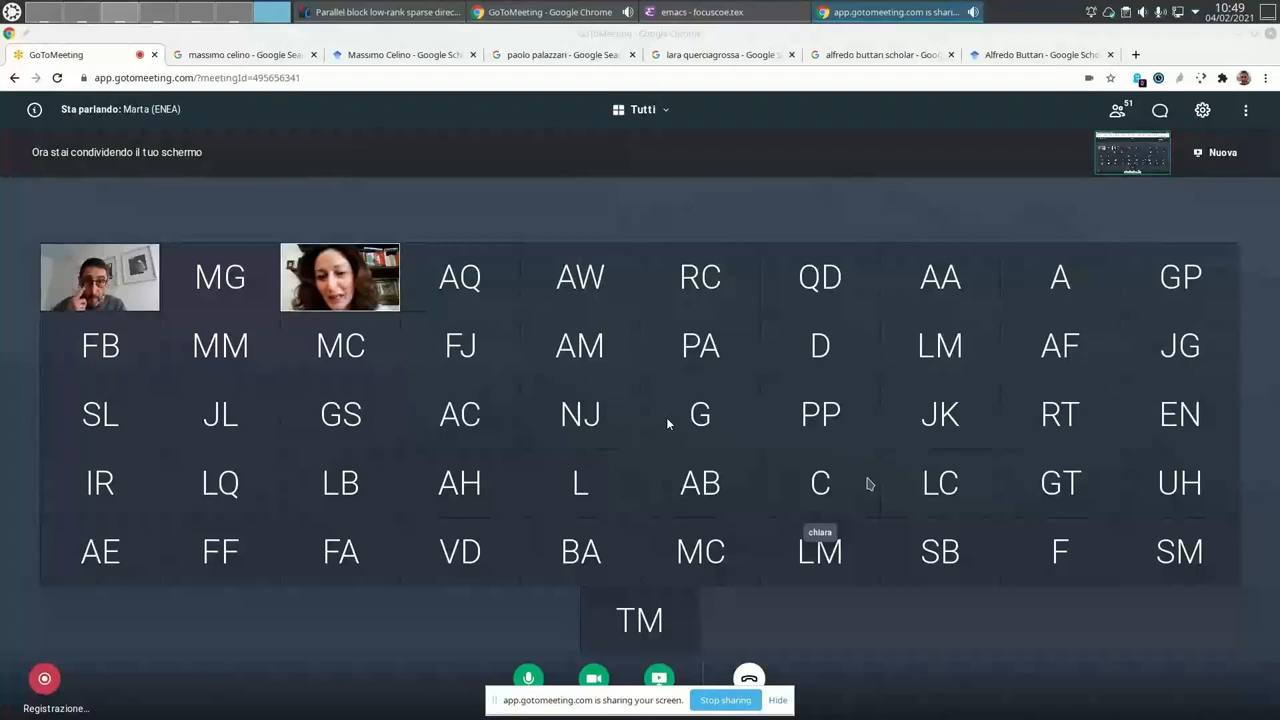 Parallel block low-rank sparse direc...
GoToMeeting - Google Chrome
emacs - focuscoe.tex
app.gotomeeting.com is shari...
10:49
04/02/2021
GoToMeeting - Google Chrome
GoToMeeting
massimo celino - Google Sea
Massimo Celino - Google Sch
paolo palazzari - Google Sea
lara querciagrossa - Google S
alfredo buttari scholar - Goog
Alfredo Buttari - Google Scho
app.gotomeeting.com/?meetingId=495656341
Sta parlando: Marta (ENEA)
Tutti
51
Ora stai condividendo il tuo schermo
Nuova
MG AQ AW RC QD AA A GP
FB MM MC FJ AM PA D LM AF JG
SL JL GS AC NJ G PP JK RT EN
IR LQ LB AH L AB C LC GT UH
chiara
AE FF FA VD BA MC LM SB F SM
TM
app.gotomeeting.com is sharing your screen.
Stop sharing
Hide
Registrazione...